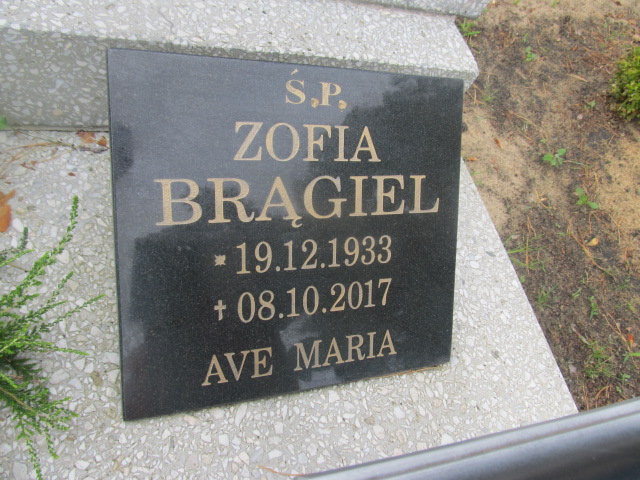 Ś.P.
ZOFIA
BRĄGIEL
* 19.12.1933
✝ 08.10.2017
AVE MARIA